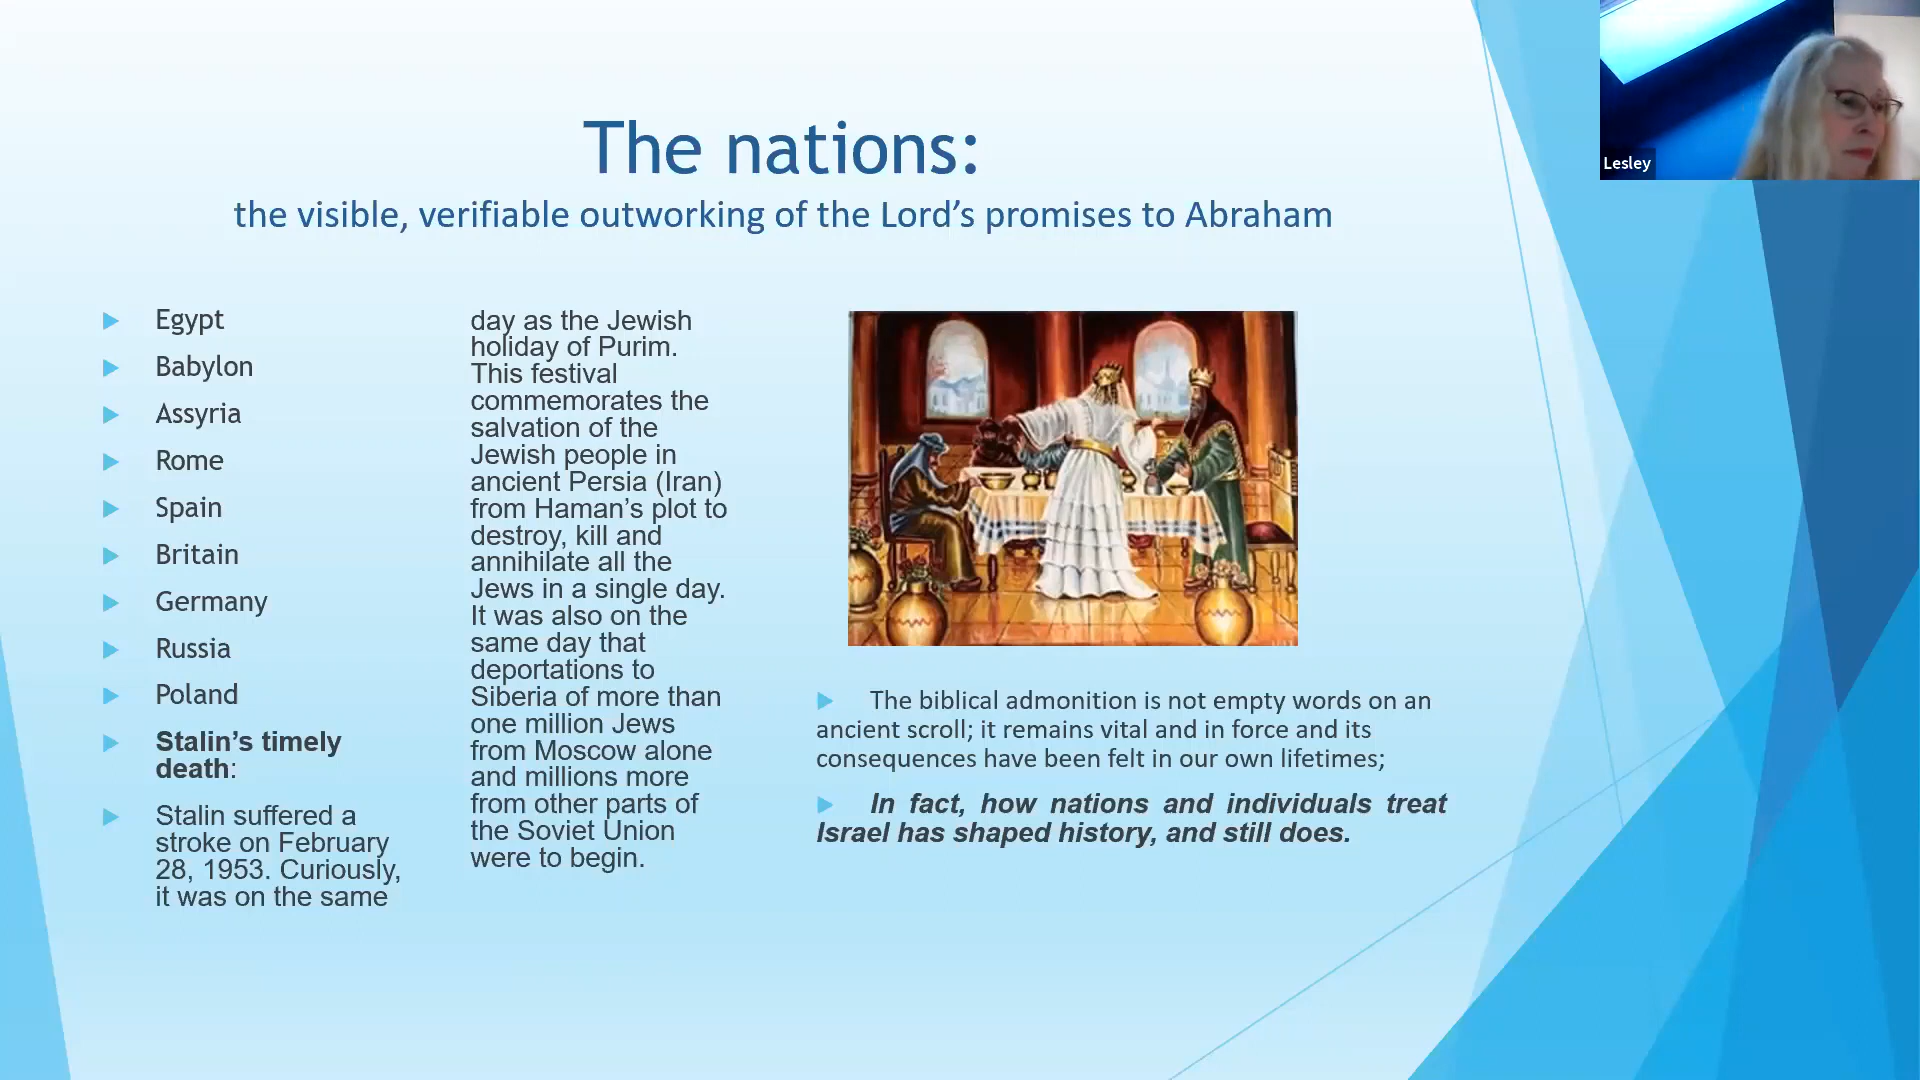 The nations:
the visible, verifiable outworking of the Lord’s promises to Abraham
Egypt
Babylon
Assyria
Rome
Spain
Britain
Germany
Russia
Poland
Stalin’s timely
death:
Stalin suffered a
stroke on February
28, 1953. Curiously,
it was on the same
day as the Jewish
holiday of Purim.
This festival
commemorates the
salvation of the
Jewish people in
ancient Persia (Iran)
from Haman’s plot to
destroy, kill and
annihilate all the
Jews in a single day.
It was also on the
same day that
deportations to
Siberia of more than
one million Jews
from Moscow alone
and millions more
from other parts of
the Soviet Union
were to begin.
The biblical admonition is not empty words on an
ancient scroll; it remains vital and in force and its
consequences have been felt in our own lifetimes;
In fact, how nations and individuals treat
Israel has shaped history, and still does.
Lesley